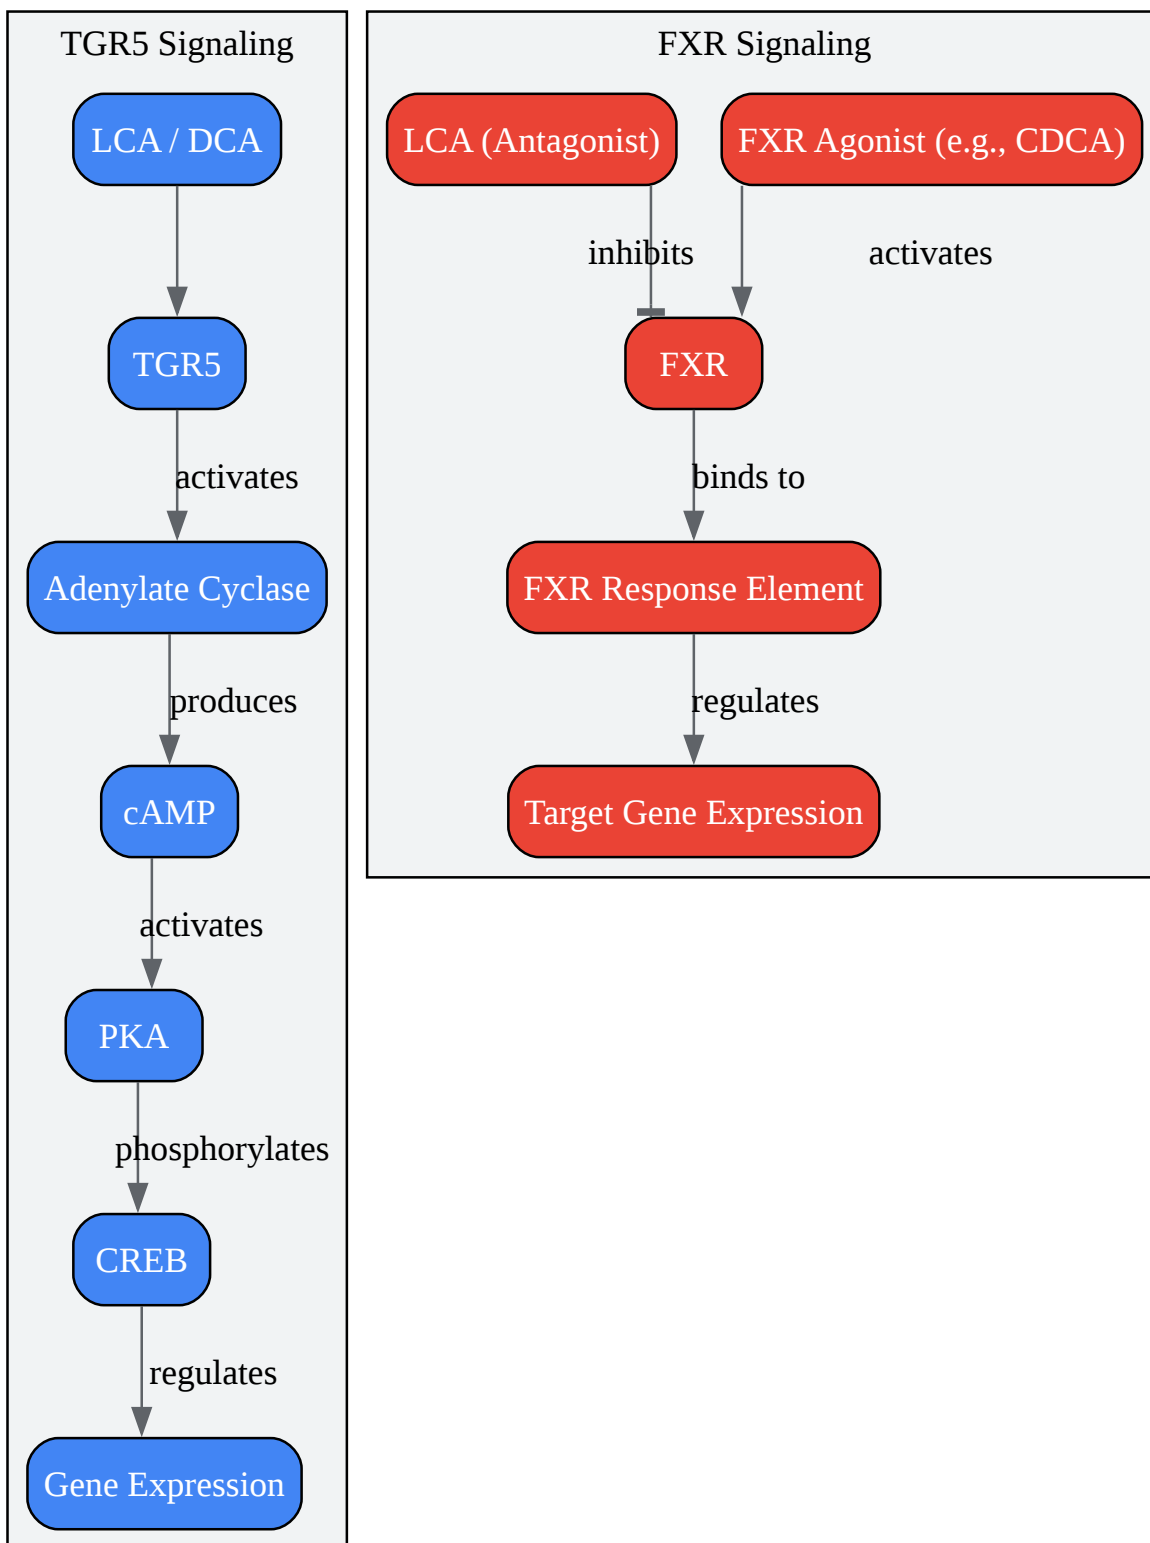 TGR5 Signaling
LCA / DCA
TGR5
activates
Adenylate Cyclase
produces
cAMP
activates
PKA
phosphorylates
CREB
regulates
Gene Expression
FXR Signaling
LCA (Antagonist)
FXR Agonist (e.g., CDCA)
inhibits
activates
FXR
binds to
FXR Response Element
regulates
Target Gene Expression